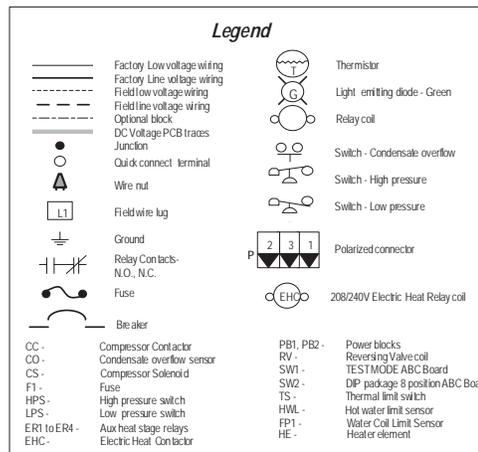 Legend
Factory Low voltage wiring
Factory Line voltage wiring
Field low voltage wiring
Field line voltage wiring
Optional block
DC Voltage PCB traces
Junction
Quick connect terminal
Wire nut
L1 Field wire lug
Ground
Relay Contacts-
N.O., N.C.
Fuse
Breaker
T Thermistor
G Light emitting diode - Green
Relay coil
Switch - Condensate overflow
Switch - High pressure
Switch - Low pressure
P 2 3 1 Polarized connector
EHC 208/240V Electric Heat Relay coil
CC - Compressor Contactor
CO - Condensate overflow sensor
CS - Compressor Solenoid
F1 - Fuse
HPS - High pressure switch
LPS - Low pressure switch
ER1 to ER4 - Aux heat stage relays
EHC - Electric Heat Contactor
PB1, PB2 - Power blocks
RV - Reversing Valve coil
SW1 - TEST MODE ABC Board
SW2 - DIP package 8 position ABC Boa
TS - Thermal limit switch
HWL - Hot water limit sensor
FP1 - Water Coil Limit Sensor
HE - Heater element